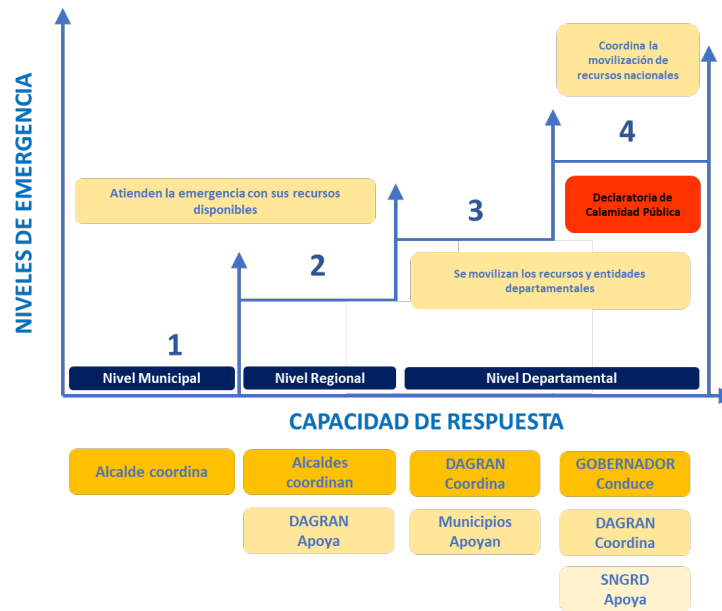 NIVELES DE EMERGENCIA
Coordina la
movilización de
recursos nacionales
4
Atienden la emergencia con sus recursos
disponibles
Declaratoria de
Calamidad Pública
3
2
Se movilizan los recursos y entidades
departamentales
1
Nivel Municipal
Nivel Regional
Nivel Departamental
CAPACIDAD DE RESPUESTA
Alcalde coordina
Alcaldes
coordinan
DAGRAN
Coordina
GOBERNADOR
Conduce
DAGRAN
Apoya
Municipios
Apoyan
DAGRAN
Coordina
SNGRD
Apoya